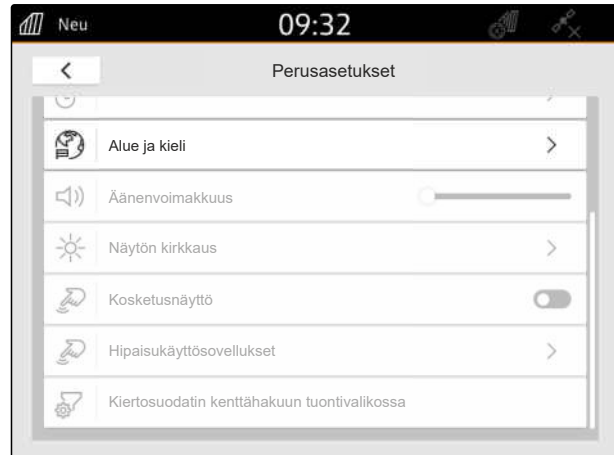 Neu
09:32
Perusasetukset
Alue ja kieli
Äänenvoimakkuus
Näytön kirkkaus
Kosketusnäyttö
Hipaisukäyttösovellukset
Kiertosuodatin kenttähakuun tuontivalikossa